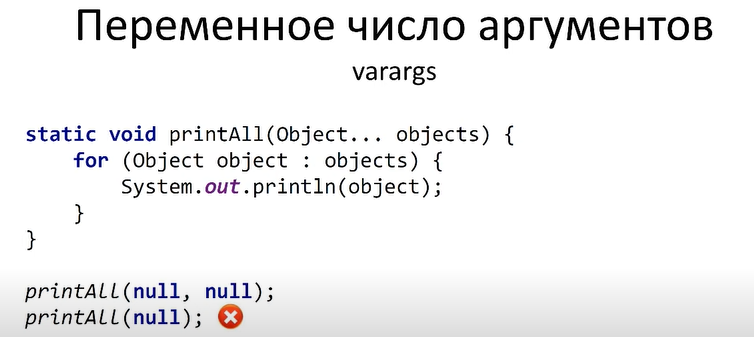 Переменное число аргументов
varargs
static void printAll(Object... objects) {
    for (Object object : objects) {
        System.out.println(object);
    }
}
printAll(null, null);
printAll(null);